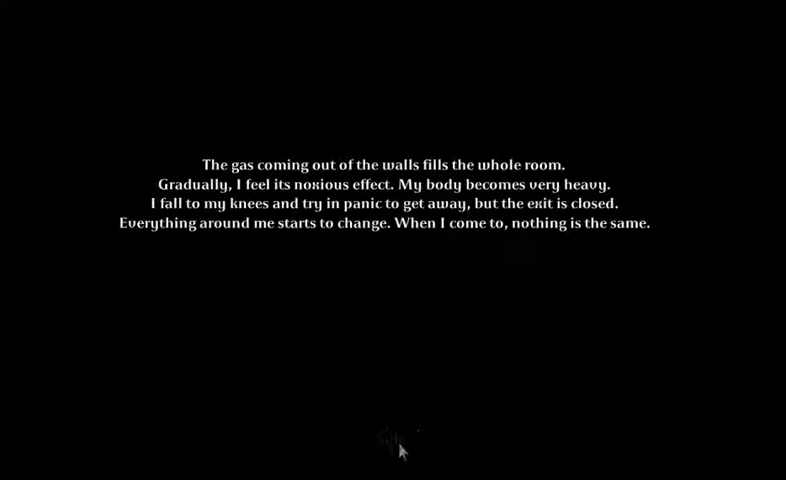 The gas coming out of the walls fills the whole room.
Gradually, I feel its noxious effect. My body becomes very heavy.
I fall to my knees and try in panic to get away, but the exit is closed.
Everything around me starts to change. When I come to, nothing is the same.